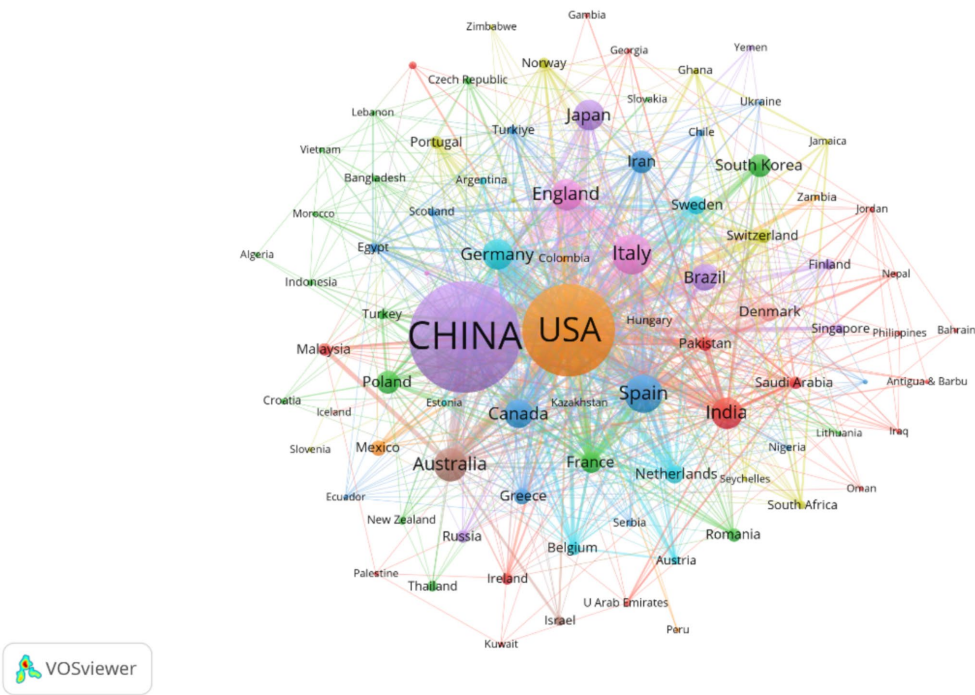 Gambia
Zimbabwe
Yemen
Georgia
Norway
Ghana
Czech Republic
Slovakia
Ukraine
Lebanon
Japan
Turkiye
Chile
Portugal
Jamaica
Vietnam
Iran
South Korea
Bangladesh
Argentina
England
Zambia
Sweden
Scotland
Morocco
Jordan
Switzerland
Egypt
Algeria
Germany
Colombia
Italy
Finland
Nepal
Brazil
Indonesia
Denmark
Turkey
Hungary
CHINA
USA
Singapore
Philippines
Bahrain
Pakistan
Malaysia
Poland
Saudi Arabia
Antigua & Barbu
Spain
Croatia
Estonia
Kazakhstan
Iceland
Canada
India
Lithuania
Iraq
Slovenia
Mexico
Nigeria
Australia
France
Netherlands
Seychelles
Oman
Ecuador
Greece
South Africa
New Zealand
Serbia
Russia
Romania
Belgium
Austria
Palestine
Thailand
Ireland
U Arab Emirates
Israel
Peru
Kuwait
VOSviewer